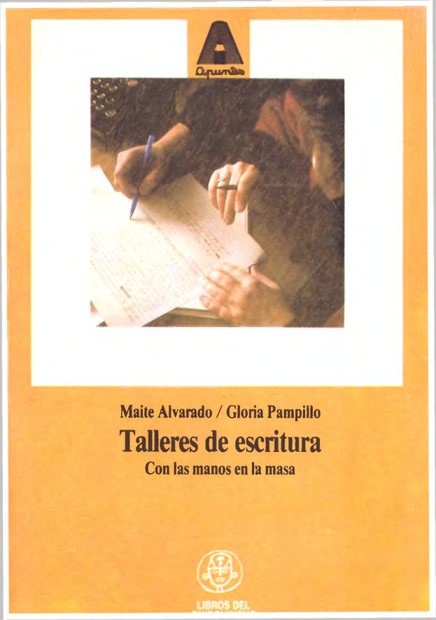 A
apuntes
Maite Alvarado / Gloria Pampillo
Talleres de escritura
Con las manos en la masa
LIBROS DEL